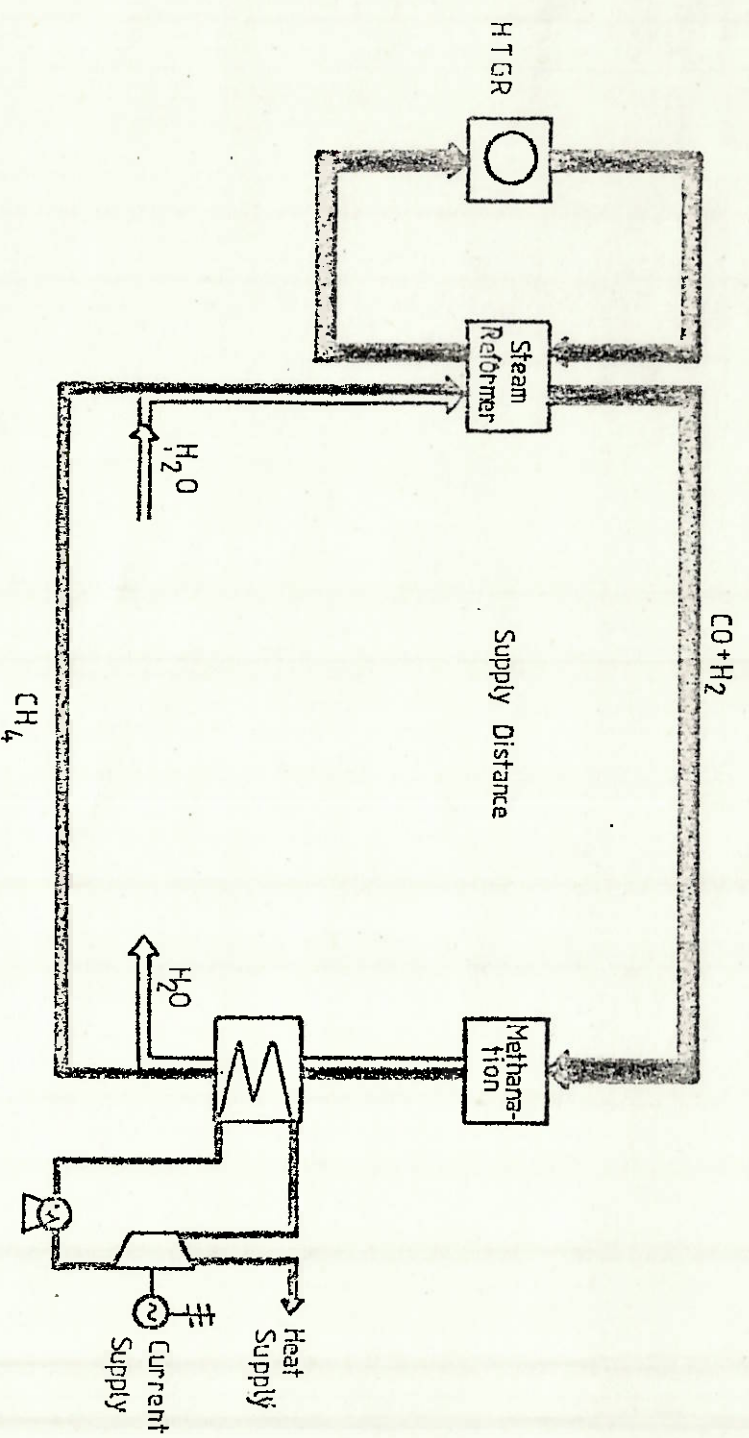 HTGR
Steam
Reformer
H2O
CO+H2
Supply Distance
CH4
H2O
Methana-
tion
Heat
Supply
Current
Supply